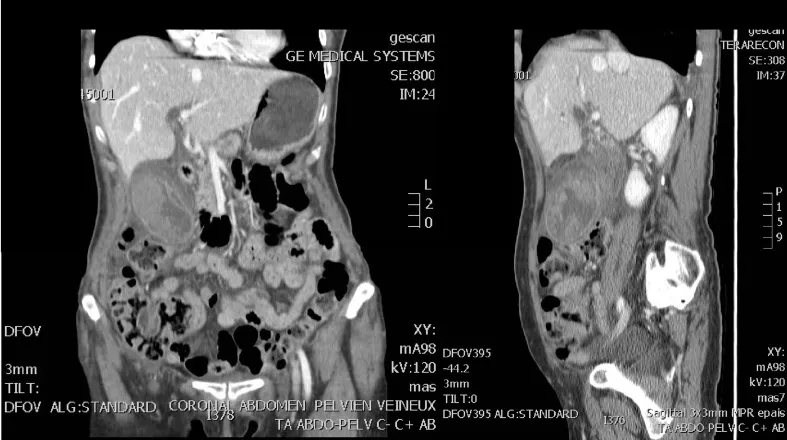 gescan
GE MEDICAL SYSTEMS
SE:800
IM:24
15001
L
2
0
DFOV
3mm
TILT:
DFOV ALG:STANDARD
XY:
mA98
kV:120
mas
CORONAL ABDOMEN PELVIEN VEINEUX
1378
TA ABDO-PELV C- C+ AB
gescan
TERARECON
SE:308
IM:37
001
P
1
5
9
DFOV395
-44.2
3mm
TILT:0
DFOV395 ALG:STANDARD
XY:
mA98
kV:120
mas7
1376
Sagittal 3x3mm MPR epais
TA ABDO-PELV C- C+ AB